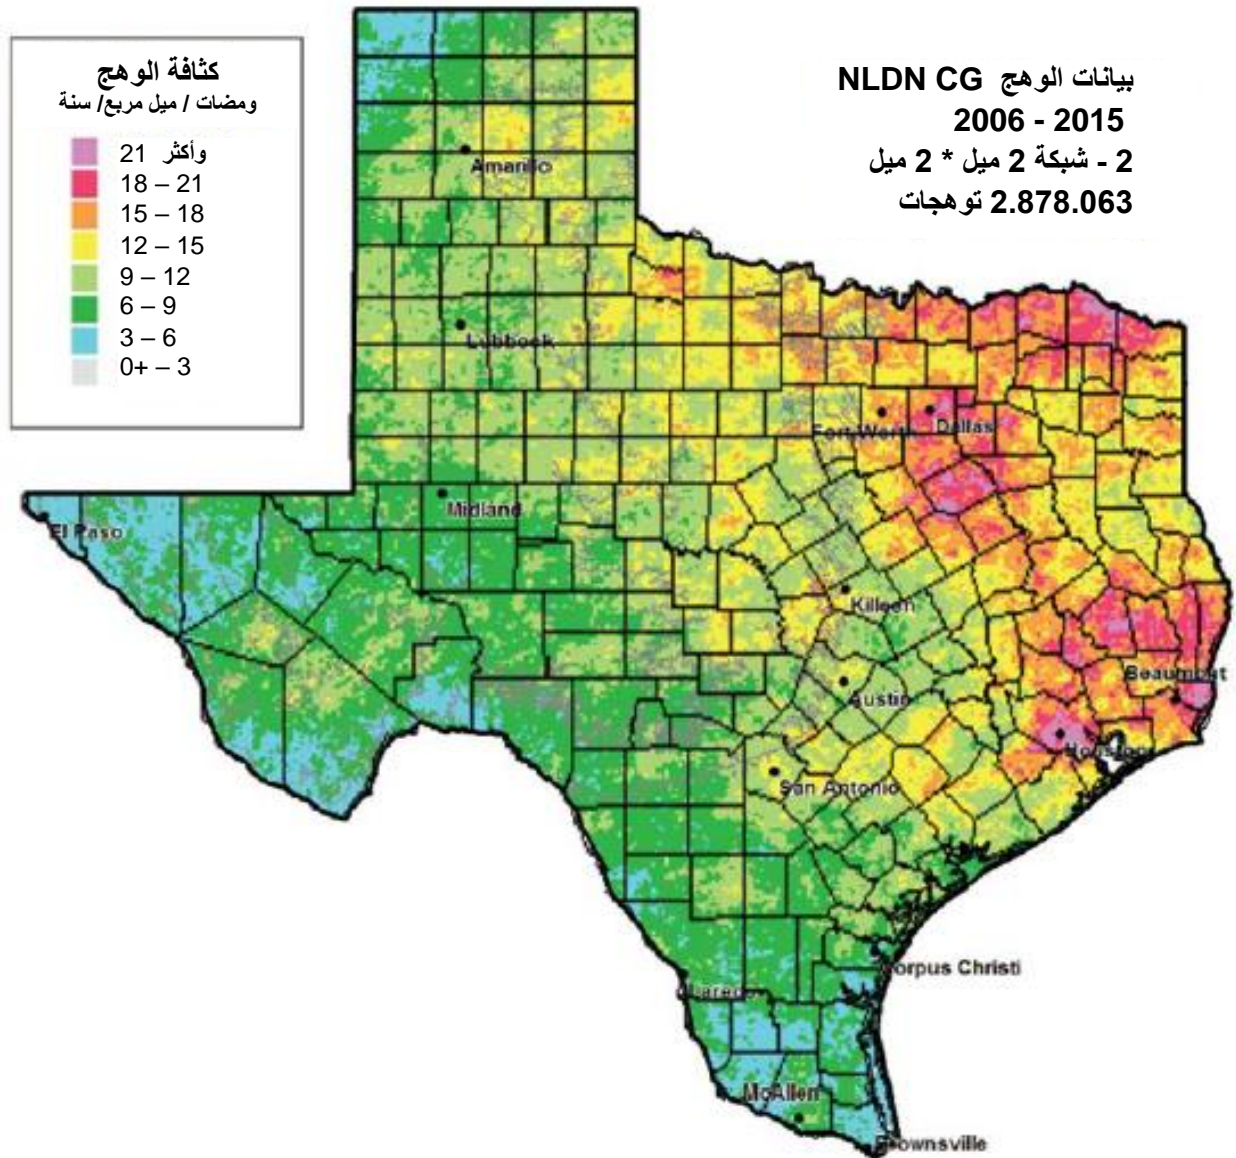 كثافة الوهج
ومضات / ميل مربع/ سنة
21 وأكثر
18 – 21
15 – 18
12 – 15
9 – 12
6 – 9
3 – 6
0+ – 3
بيانات الوهج NLDN CG
2006 - 2015
2 - شبكة 2 ميل * 2 ميل
2.878.063 توهجات
Amarillo
Lubbock
Fort Worth
Dallas
Midland
El Paso
Killeen
Beaumont
Austin
Houston
San Antonio
Corpus Christi
Laredo
McAllen
Brownsville